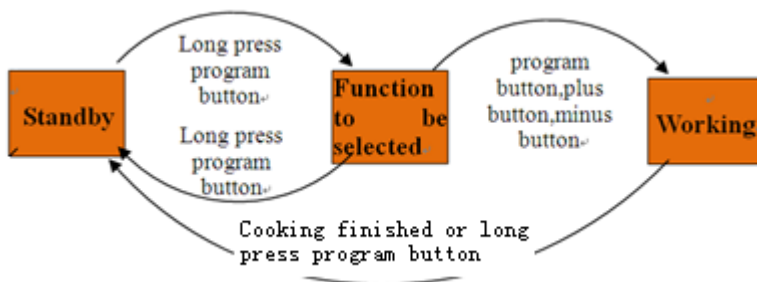 Long press
program
button
Standby
Long press
program
button
Function
to be
selected
program
button,plus
button,minus
button
Working
Cooking finished or long
press program button